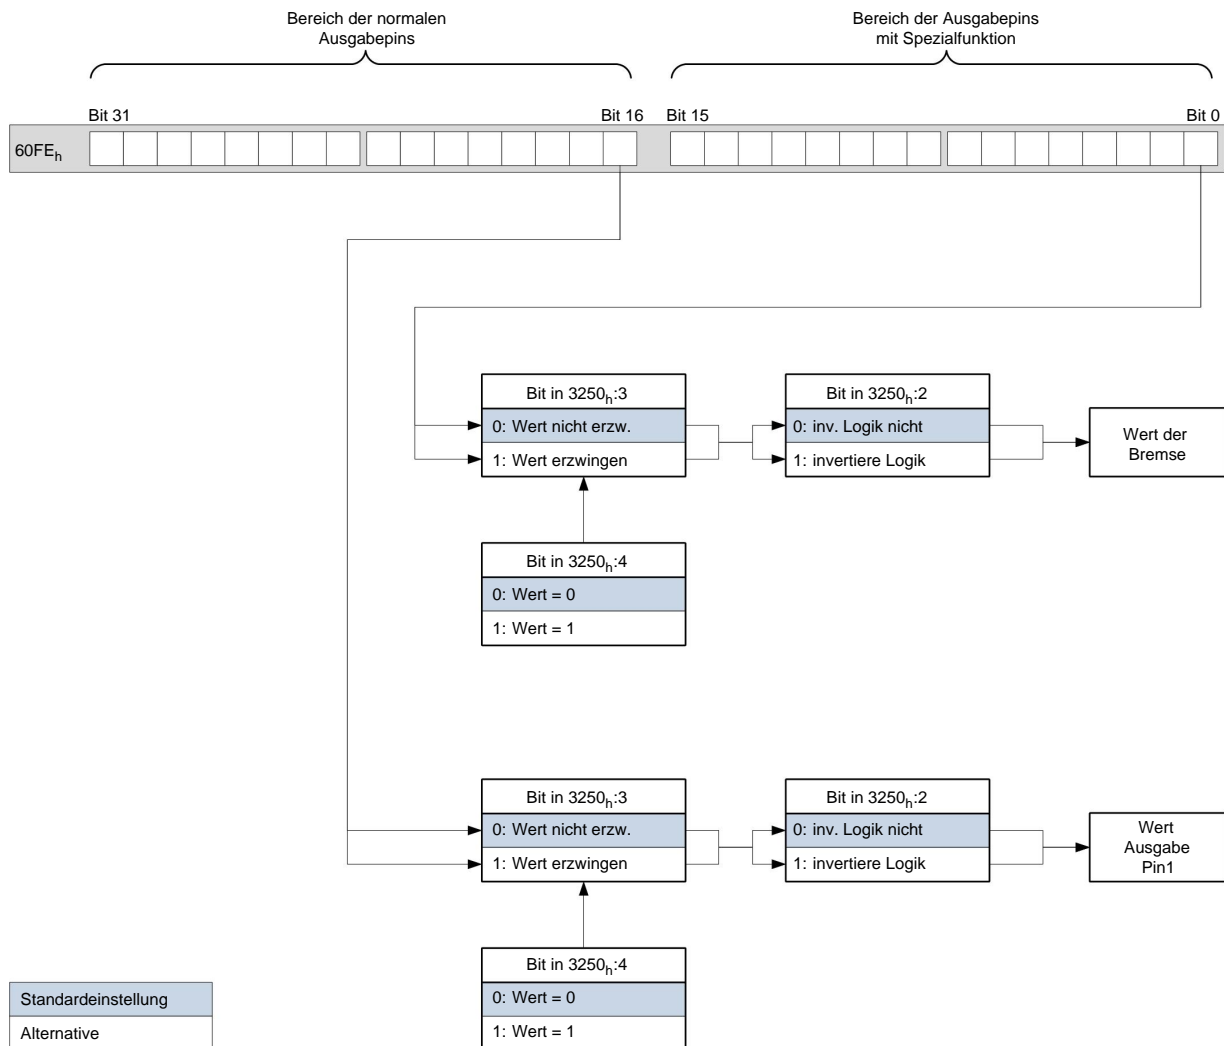 Bereich der normalen
Ausgabepins
Bereich der Ausgabepins
mit Spezialfunktion
Bit 31
Bit 16
Bit 15
Bit 0
60FEh
Bit in 3250h:3
0: Wert nicht erzw.
1: Wert erzwingen
Bit in 3250h:2
0: inv. Logik nicht
1: invertiere Logik
Wert der
Bremse
Bit in 3250h:4
0: Wert = 0
1: Wert = 1
Bit in 3250h:3
0: Wert nicht erzw.
1: Wert erzwingen
Bit in 3250h:2
0: inv. Logik nicht
1: invertiere Logik
Wert
Ausgabe
Pin1
Bit in 3250h:4
0: Wert = 0
1: Wert = 1
Standardeinstellung
Alternative